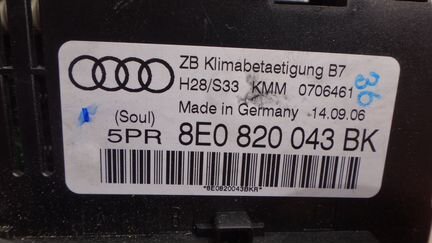 ZB Klimabetaetigung B7
H28/S33 KMM 0706461
36
Made in Germany 14.09.06
(Soul)
5PR 8E0 820 043 BK
*8E0820043BKR*